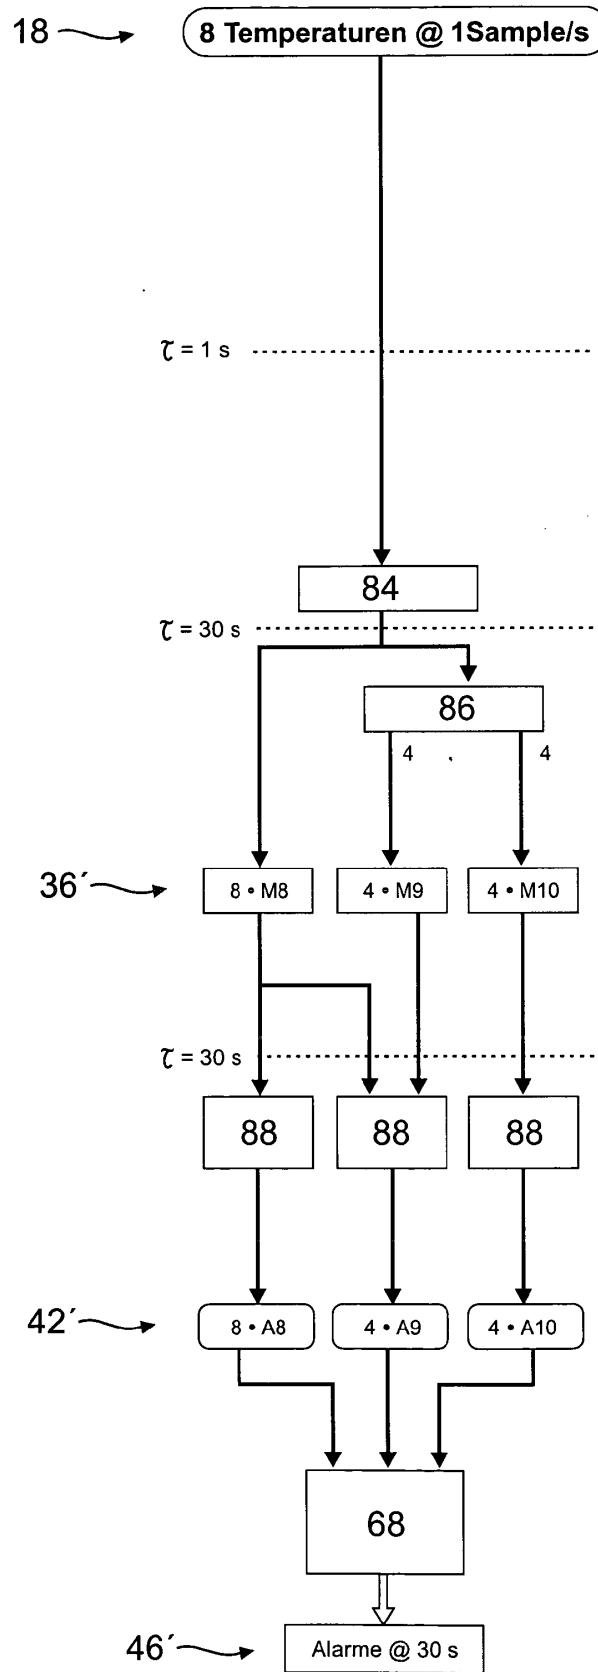 18
8 Temperaturen @ 1Sample/s
τ = 1 s
84
τ = 30 s
86
4
4
36´
8 • M8
4 • M9
4 • M10
τ = 30 s
88
88
88
42´
8 • A8
4 • A9
4 • A10
68
46´
Alarme @ 30 s